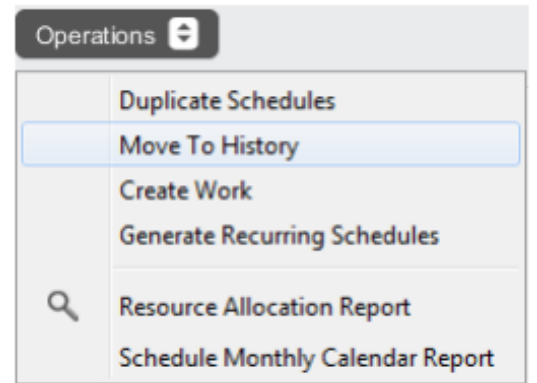 Operations
Duplicate Schedules
Move To History
Create Work
Generate Recurring Schedules
Resource Allocation Report
Schedule Monthly Calendar Report